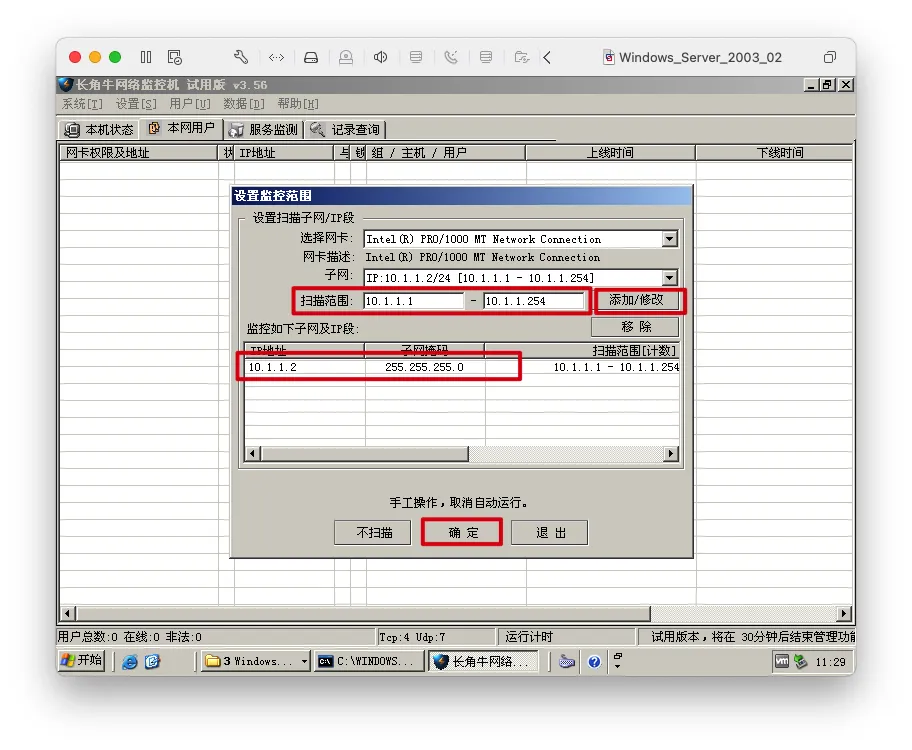 Windows_Server_2003_02
长角牛网络监控机 试用版 v3.56
系统[T] 设置[S] 用户[U] 数据[D] 帮助[H]
本机状态 本网用户 服务监测 记录查询
网卡权限及地址 状 IP地址 与 锁 组 / 主机 / 用户 上线时间 下线时间
设置监控范围
设置扫描子网/IP段
选择网卡: Intel(R) PRO/1000 MT Network Connection
网卡描述: Intel(R) PRO/1000 MT Network Connection
子网: IP:10.1.1.2/24 [10.1.1.1 - 10.1.1.254]
扫描范围: 10.1.1.1 - 10.1.1.254 添加/修改
监控如下子网及IP段: 移 除
IP地址 子网掩码 扫描范围[计数]
10.1.1.2 255.255.255.0 10.1.1.1 - 10.1.1.254
手工操作，取消自动运行。
不扫描 确 定 退 出
用户总数:0 在线:0 非法:0 Tcp:4 Udp:7 运行计时 试用版本，将在 30分钟后结束管理功能
开始 3 Windows... C:\WINDOWS... 长角牛网络... 11:29